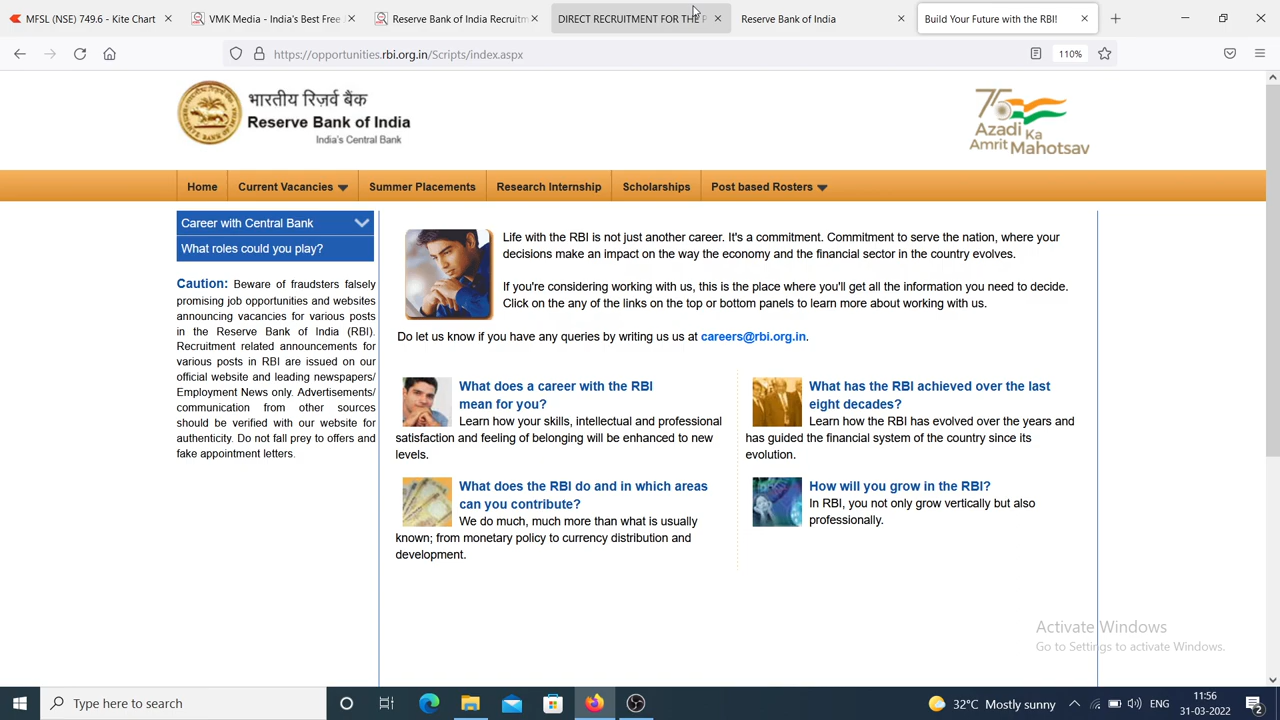 MFSL (NSE) 749.6 - Kite Chart
VMK Media - India's Best Free
Reserve Bank of India Recruitm
DIRECT RECRUITMENT FOR THE P
Reserve Bank of India
Build Your Future with the RBI!
https://opportunities.rbi.org.in/Scripts/index.aspx
110%
भारतीय रिज़र्व बैंक
Reserve Bank of India
India's Central Bank
75
Azadi Ka
Amrit Mahotsav
Home
Current Vacancies
Summer Placements
Research Internship
Scholarships
Post based Rosters
Career with Central Bank
What roles could you play?
Caution: Beware of fraudsters falsely
promising job opportunities and websites
announcing vacancies for various posts
in the Reserve Bank of India (RBI).
Recruitment related announcements for
various posts in RBI are issued on our
official website and leading newspapers/
Employment News only. Advertisements/
communication from other sources
should be verified with our website for
authenticity. Do not fall prey to offers and
fake appointment letters.
Life with the RBI is not just another career. It's a commitment. Commitment to serve the nation, where your
decisions make an impact on the way the economy and the financial sector in the country evolves.
If you're considering working with us, this is the place where you'll get all the information you need to decide.
Click on the any of the links on the top or bottom panels to learn more about working with us.
Do let us know if you have any queries by writing us us at careers@rbi.org.in.
What does a career with the RBI
mean for you?
Learn how your skills, intellectual and professional
satisfaction and feeling of belonging will be enhanced to new
levels.
What has the RBI achieved over the last
eight decades?
Learn how the RBI has evolved over the years and
has guided the financial system of the country since its
evolution.
What does the RBI do and in which areas
can you contribute?
We do much, much more than what is usually
known; from monetary policy to currency distribution and
development.
How will you grow in the RBI?
In RBI, you not only grow vertically but also
professionally.
Activate Windows
Go to Settings to activate Windows.
Type here to search
32°C Mostly sunny
ENG
11:56
31-03-2022
2